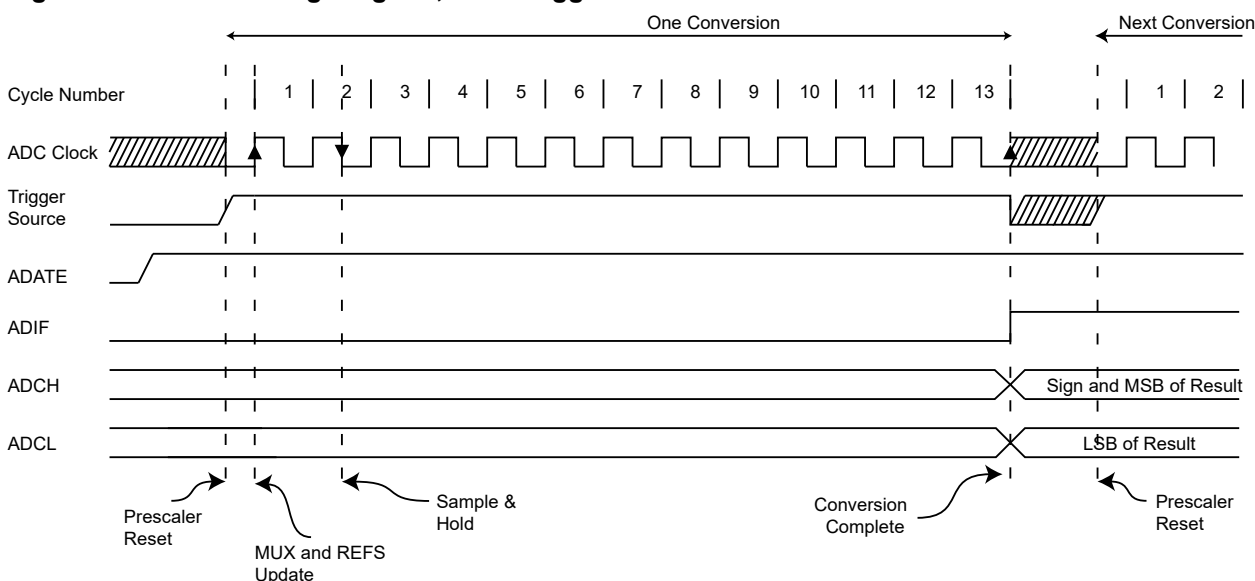 One Conversion
Next Conversion
Cycle Number
1 2 3 4 5 6 7 8 9 10 11 12 13
1 2
ADC Clock
Trigger
Source
ADATE
ADIF
ADCH
Sign and MSB of Result
ADCL
LSB of Result
Prescaler
Reset
MUX and REFS
Update
Sample &
Hold
Conversion
Complete
Prescaler
Reset